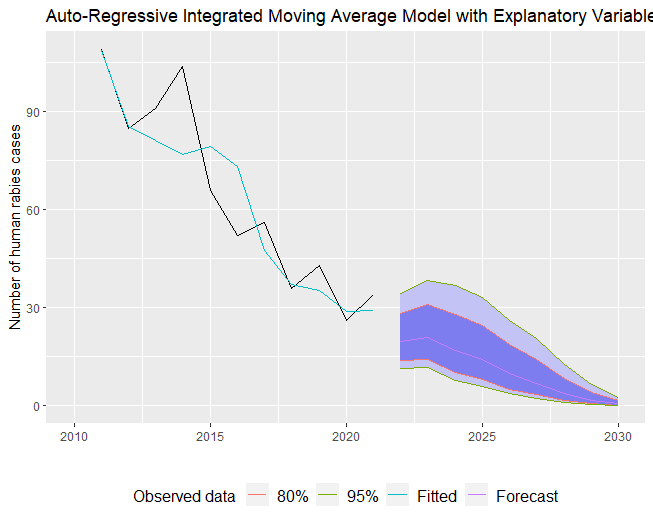 Auto-Regressive Integrated Moving Average Model with Explanatory Variable
Number of human rabies cases
90
60
30
0
2010 2015 2020 2025 2030
Observed data 80% 95% Fitted Forecast